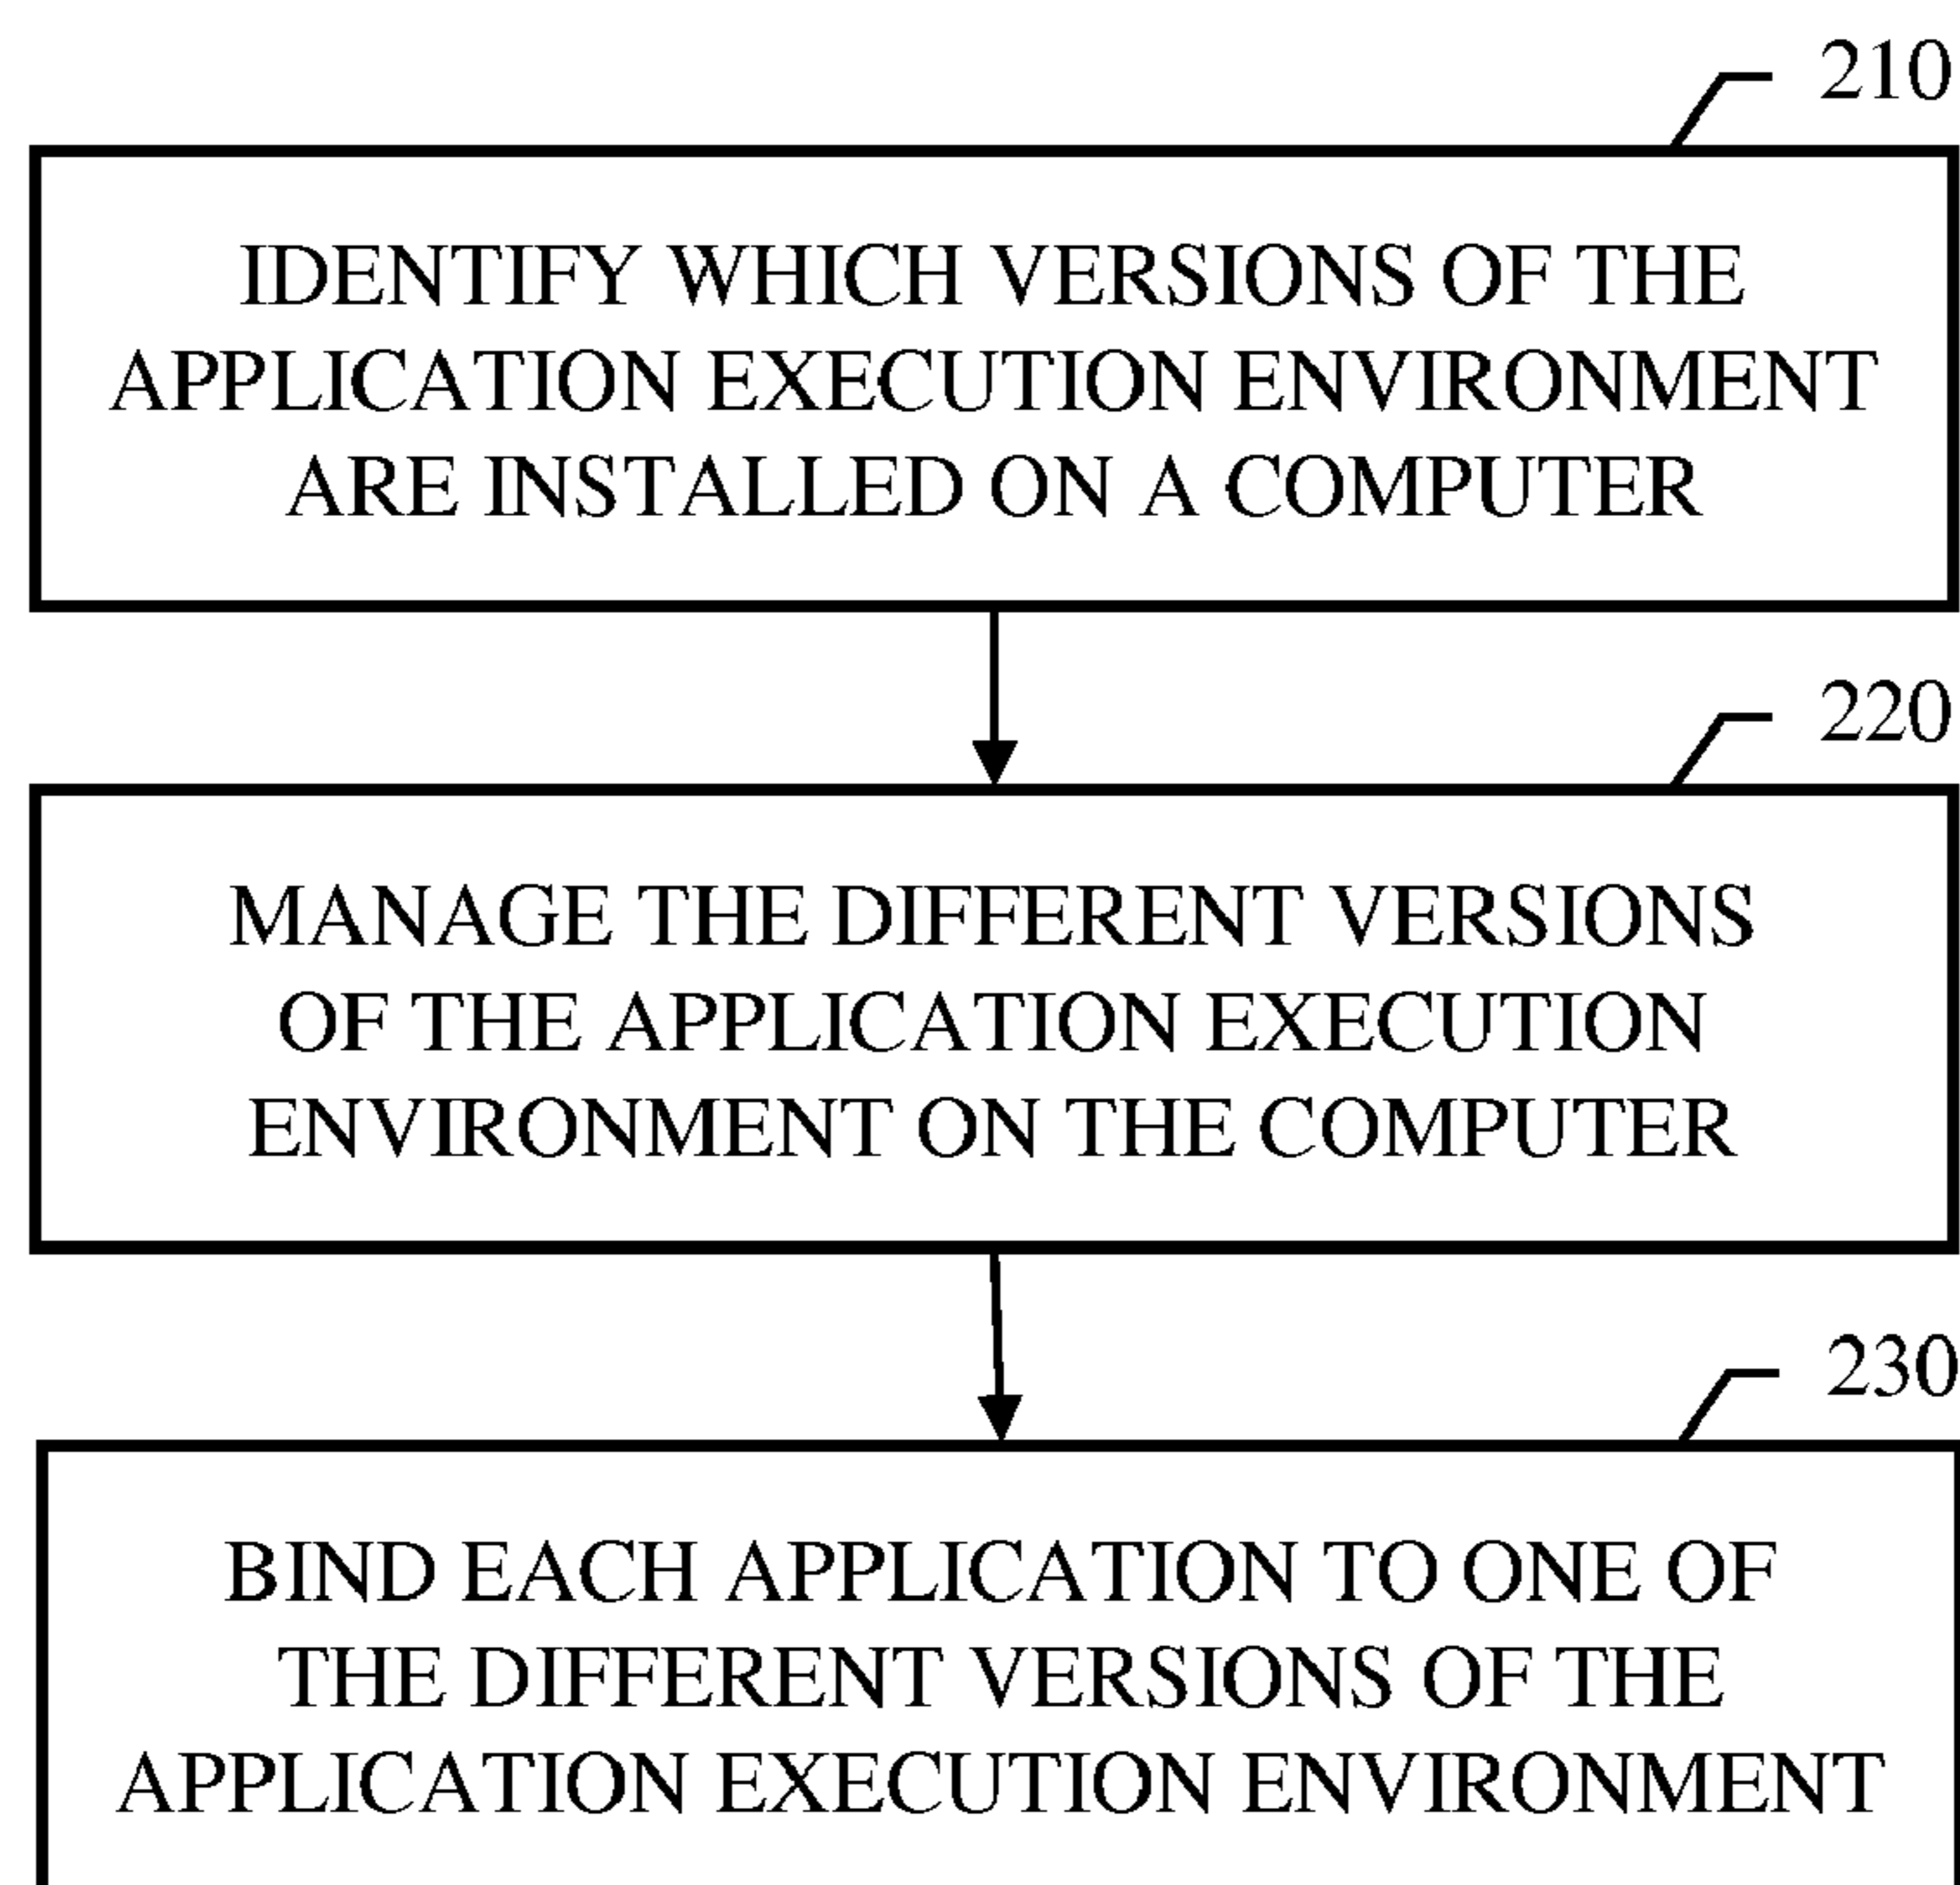 210
IDENTIFY WHICH VERSIONS OF THE
APPLICATION EXECUTION ENVIRONMENT
ARE INSTALLED ON A COMPUTER
220
MANAGE THE DIFFERENT VERSIONS
OF THE APPLICATION EXECUTION
ENVIRONMENT ON THE COMPUTER
230
BIND EACH APPLICATION TO ONE OF
THE DIFFERENT VERSIONS OF THE
APPLICATION EXECUTION ENVIRONMENT